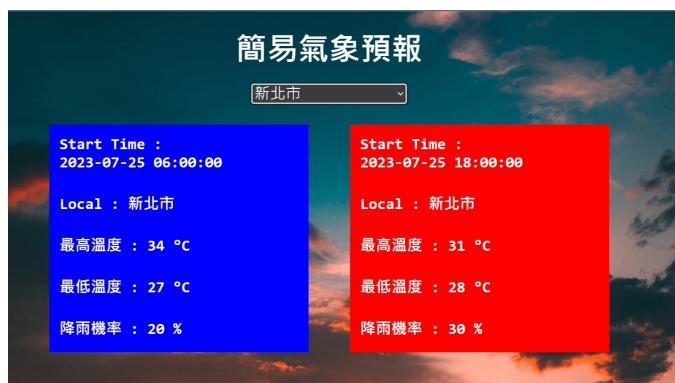 簡易氣象預報
新北市
Start Time :
2023-07-25 06:00:00
Local : 新北市
最高溫度 : 34 °C
最低溫度 : 27 °C
降雨機率 : 20 %
Start Time :
2023-07-25 18:00:00
Local : 新北市
最高溫度 : 31 °C
最低溫度 : 28 °C
降雨機率 : 30 %